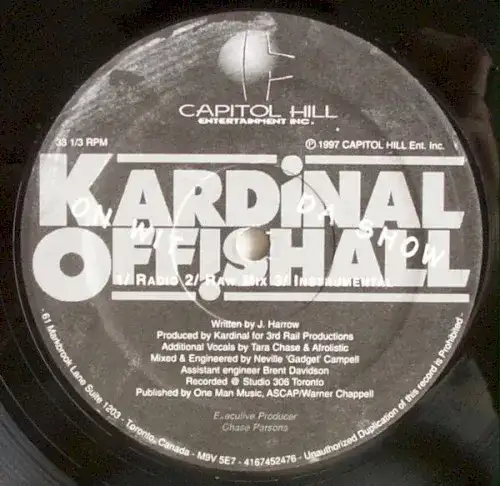 CAPITOL HILL
ENTERTAINMENT INC.
33 1/3 RPM
℗ 1997 CAPITOL HILL Ent. Inc.
KARDiNAL
OFFiSHALL
ON WIT DA SHOW
1/ RADIO 2/ RAW MIX 3/ INSTRUMENTAL
Written by J. Harrow
Produced by Kardinal for 3rd Rail Productions
Additional Vocals by Tara Chase & Afrolistic
Mixed & Engineered by Neville 'Gadget' Campell
Assistant engineer Brent Davidson
Recorded @ Studio 306 Toronto
Published by One Man Music, ASCAP/Warner Chappell
Executive Producer
Chase Parsons
- 61 Markbrook Lane Suite 1203 - Toronto, Canada - M9V 5E7 - 4167452476 - Unauthorized Duplication of this record is Prohibited -